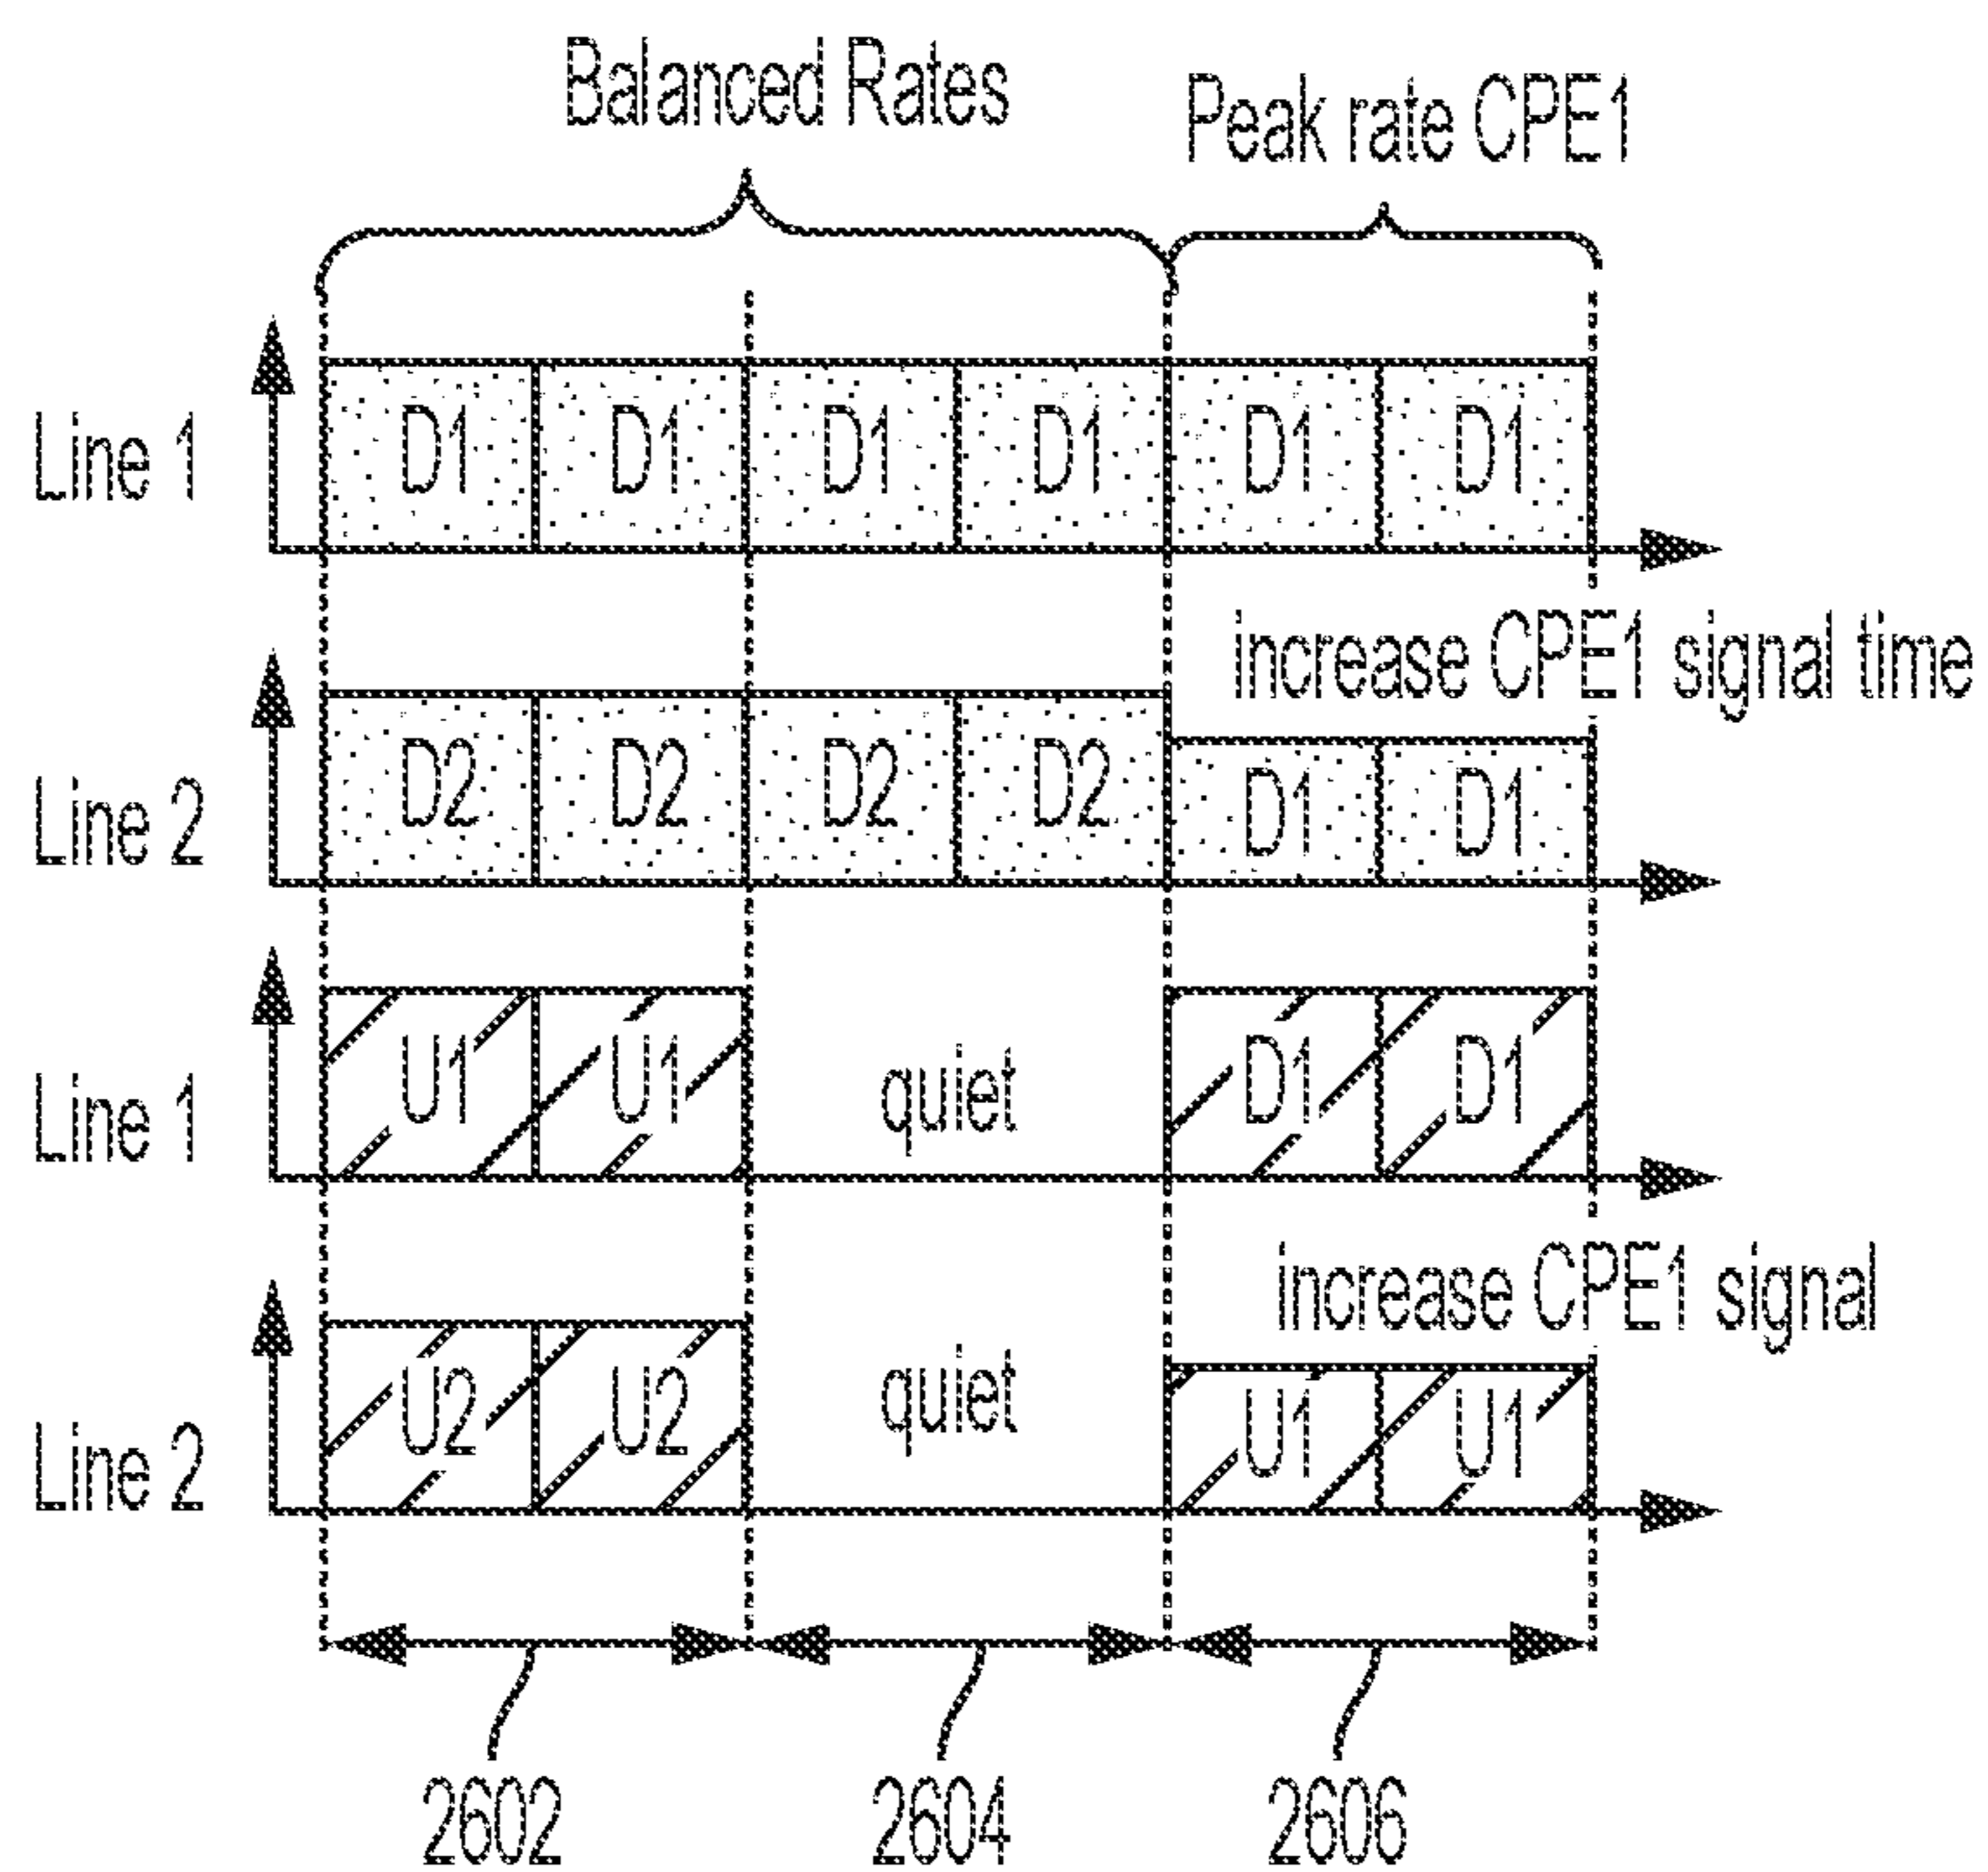 Balanced Rates
Peak rate CPE1
Line 1
D1 D1 D1 D1 D1 D1
increase CPE1 signal time
Line 2
D2 D2 D2 D2 D1 D1
Line 1
U1 U1 quiet D1 D1
increase CPE1 signal
Line 2
U2 U2 quiet U1 U1
2602 2604 2606